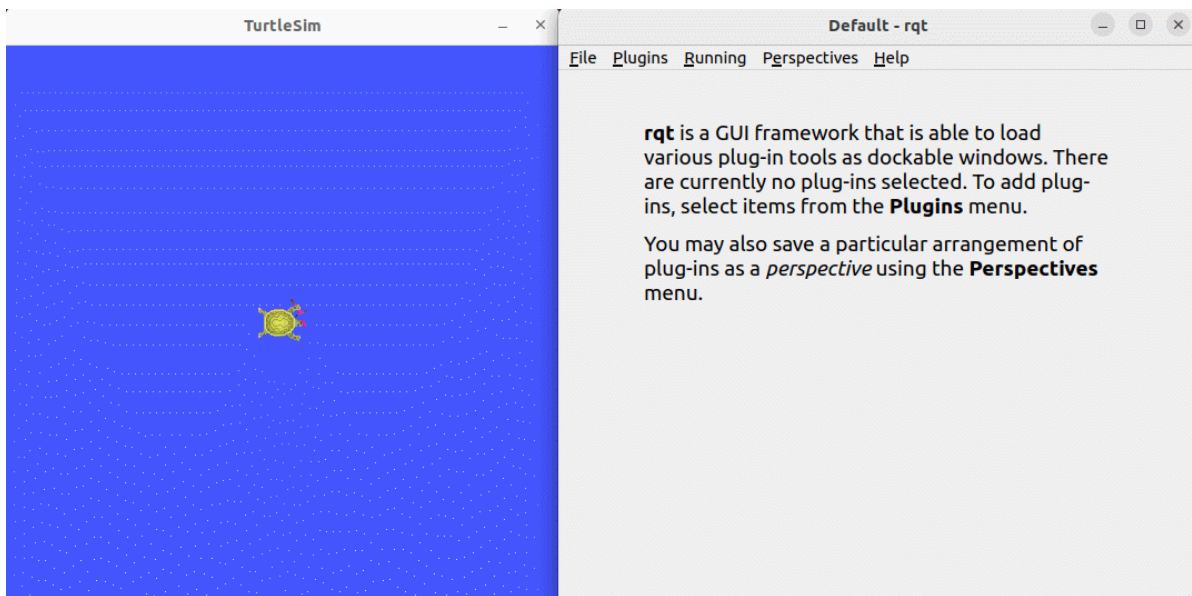 TurtleSim
Default - rqt
File Plugins Running Perspectives Help
rqt is a GUI framework that is able to load
various plug-in tools as dockable windows. There
are currently no plug-ins selected. To add plug-
ins, select items from the Plugins menu.
You may also save a particular arrangement of
plug-ins as a perspective using the Perspectives
menu.